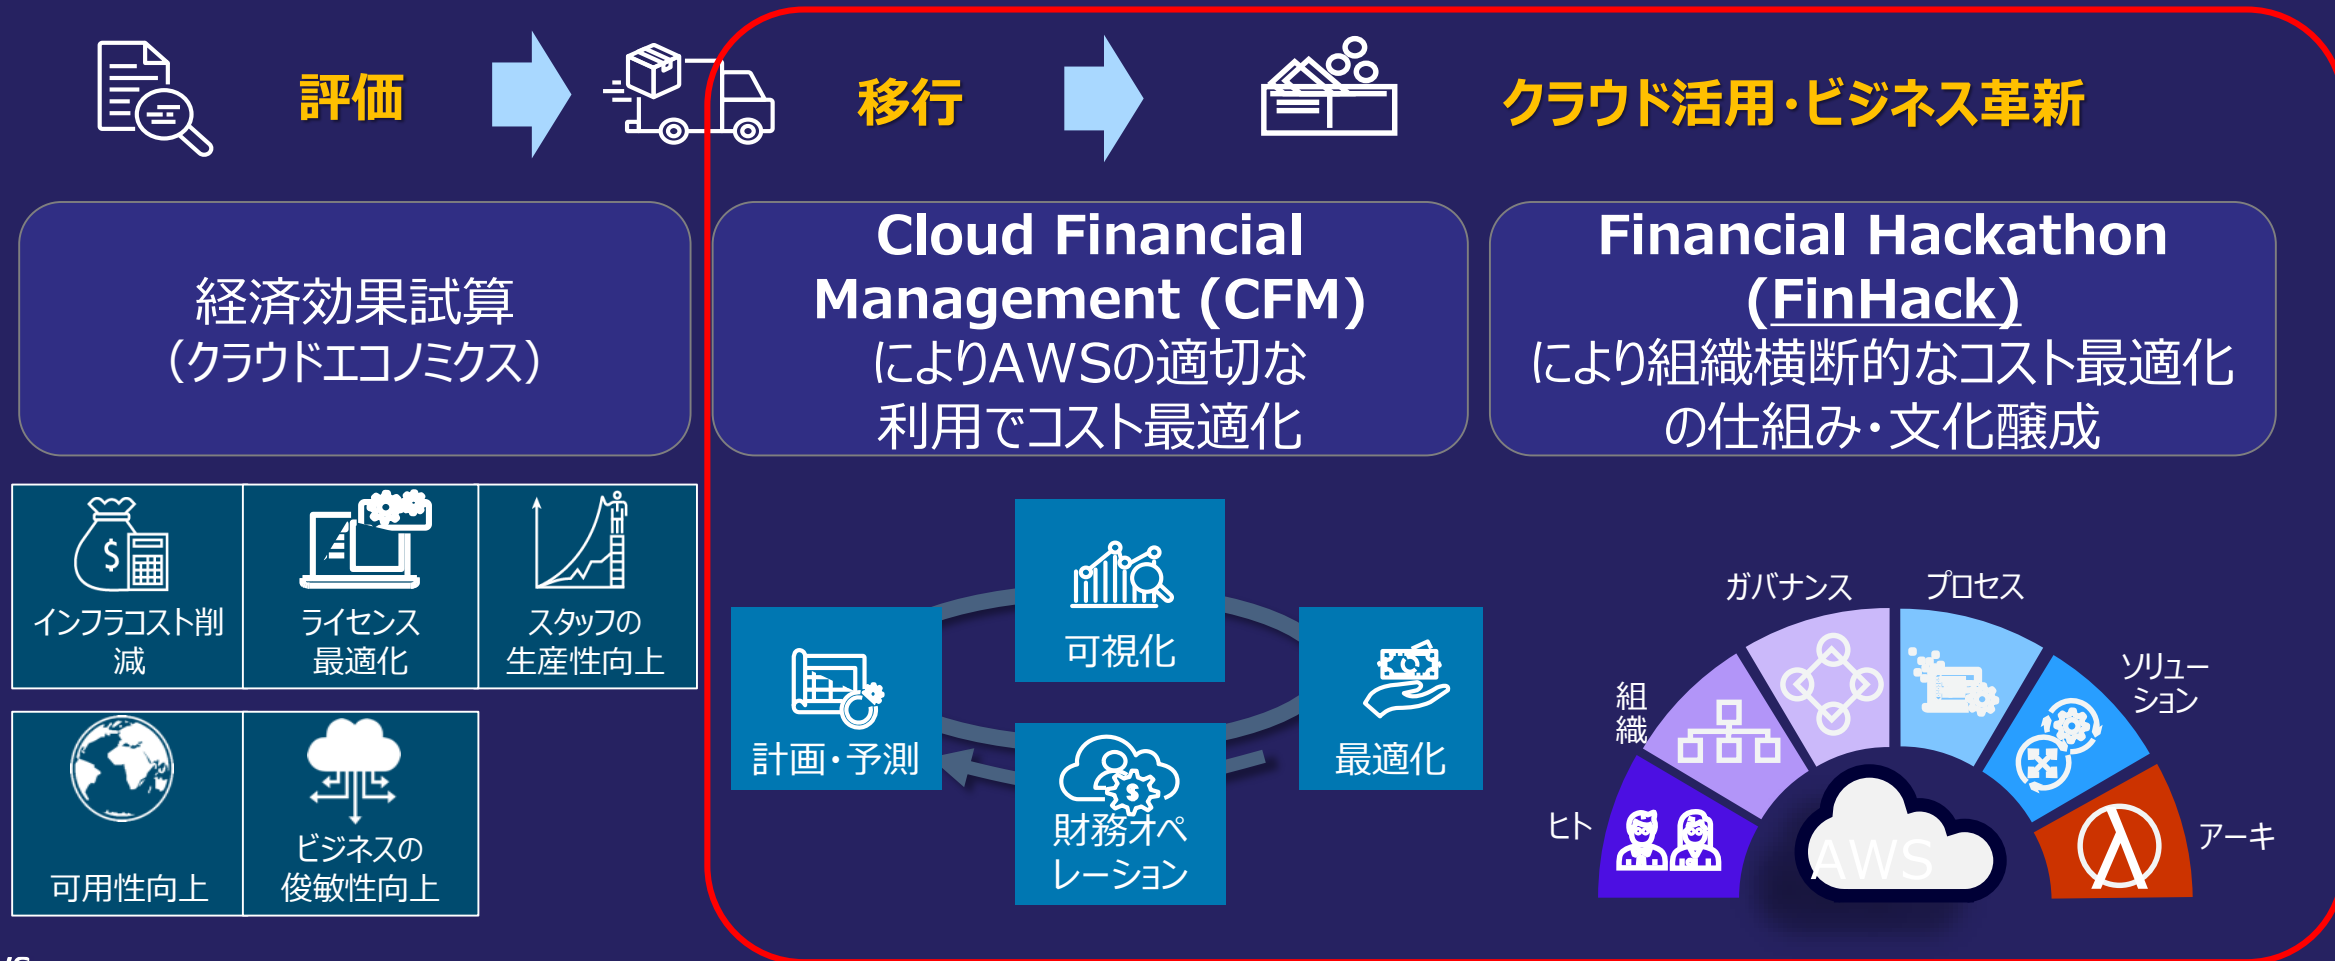 評価
移行
クラウド活用・ビジネス革新
経済効果試算
（クラウドエコノミクス）
Cloud Financial
Management (CFM)
によりAWSの適切な
利用でコスト最適化
Financial Hackathon
(FinHack)
により組織横断的なコスト最適化
の仕組み・文化醸成
インフラコスト削
減
ライセンス
最適化
スタッフの
生産性向上
可用性向上
ビジネスの
俊敏性向上
可視化
計画・予測
最適化
財務オペ
レーション
ヒト
組
織
ガバナンス
プロセス
ソリュー
ション
アーキ
AWS